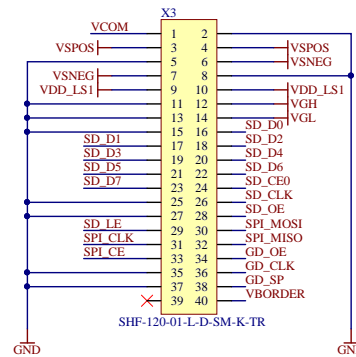 X3
VCOM 1 2
VSPOS 3 4 VSPOS
5 6 VSNEG
VSNEG 7 8
VDD_LS1 9 10 VDD_LS1
11 12 VGH
13 14 VGL
15 16 SD_D0
SD_D1 17 18 SD_D2
SD_D3 19 20 SD_D4
SD_D5 21 22 SD_D6
SD_D7 23 24 SD_CE0
25 26 SD_CLK
27 28 SD_OE
SD_LE 29 30 SPI_MOSI
SPI_CLK 31 32 SPI_MISO
SPI_CE 33 34 GD_OE
35 36 GD_CLK
37 38 GD_SP
39 40 VBORDER
SHF-120-01-L-D-SM-K-TR
GND GN